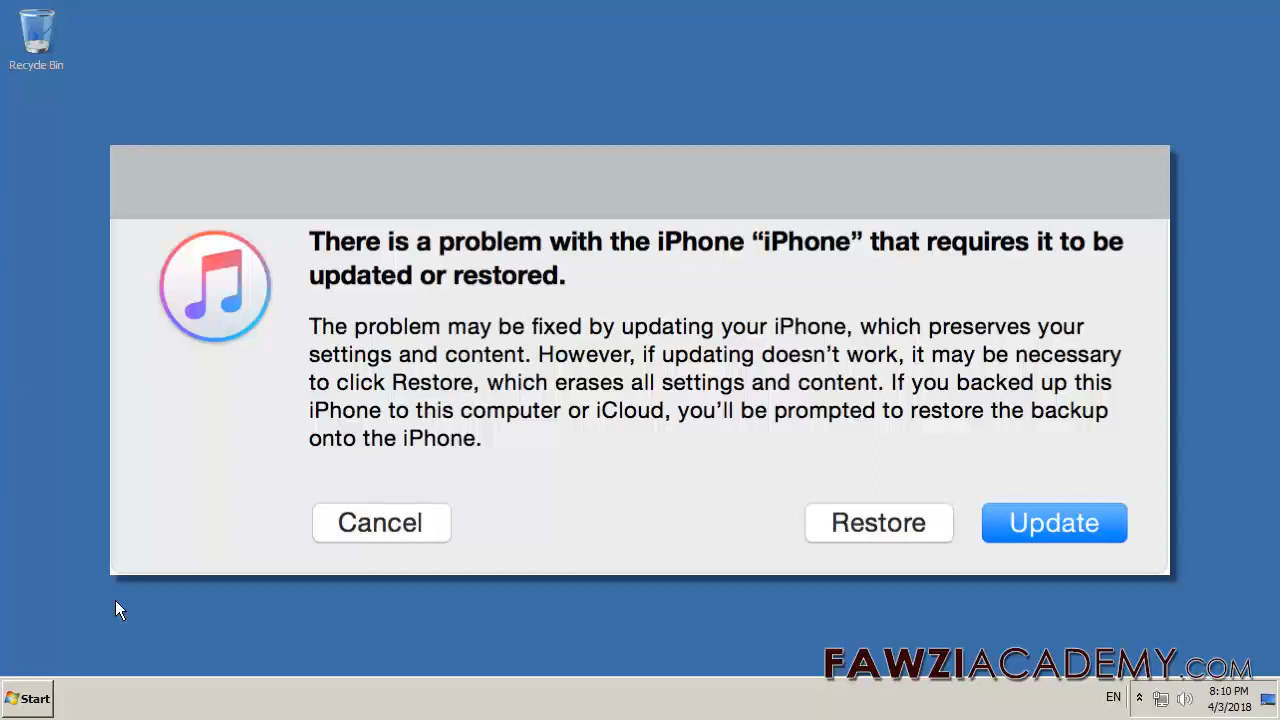 Recycle Bin
There is a problem with the iPhone “iPhone” that requires it to be
updated or restored.
The problem may be fixed by updating your iPhone, which preserves your
settings and content. However, if updating doesn’t work, it may be necessary
to click Restore, which erases all settings and content. If you backed up this
iPhone to this computer or iCloud, you’ll be prompted to restore the backup
onto the iPhone.
Cancel
Restore
Update
FAWZIACADEMY.COM
Start
EN
8:10 PM
4/3/2018